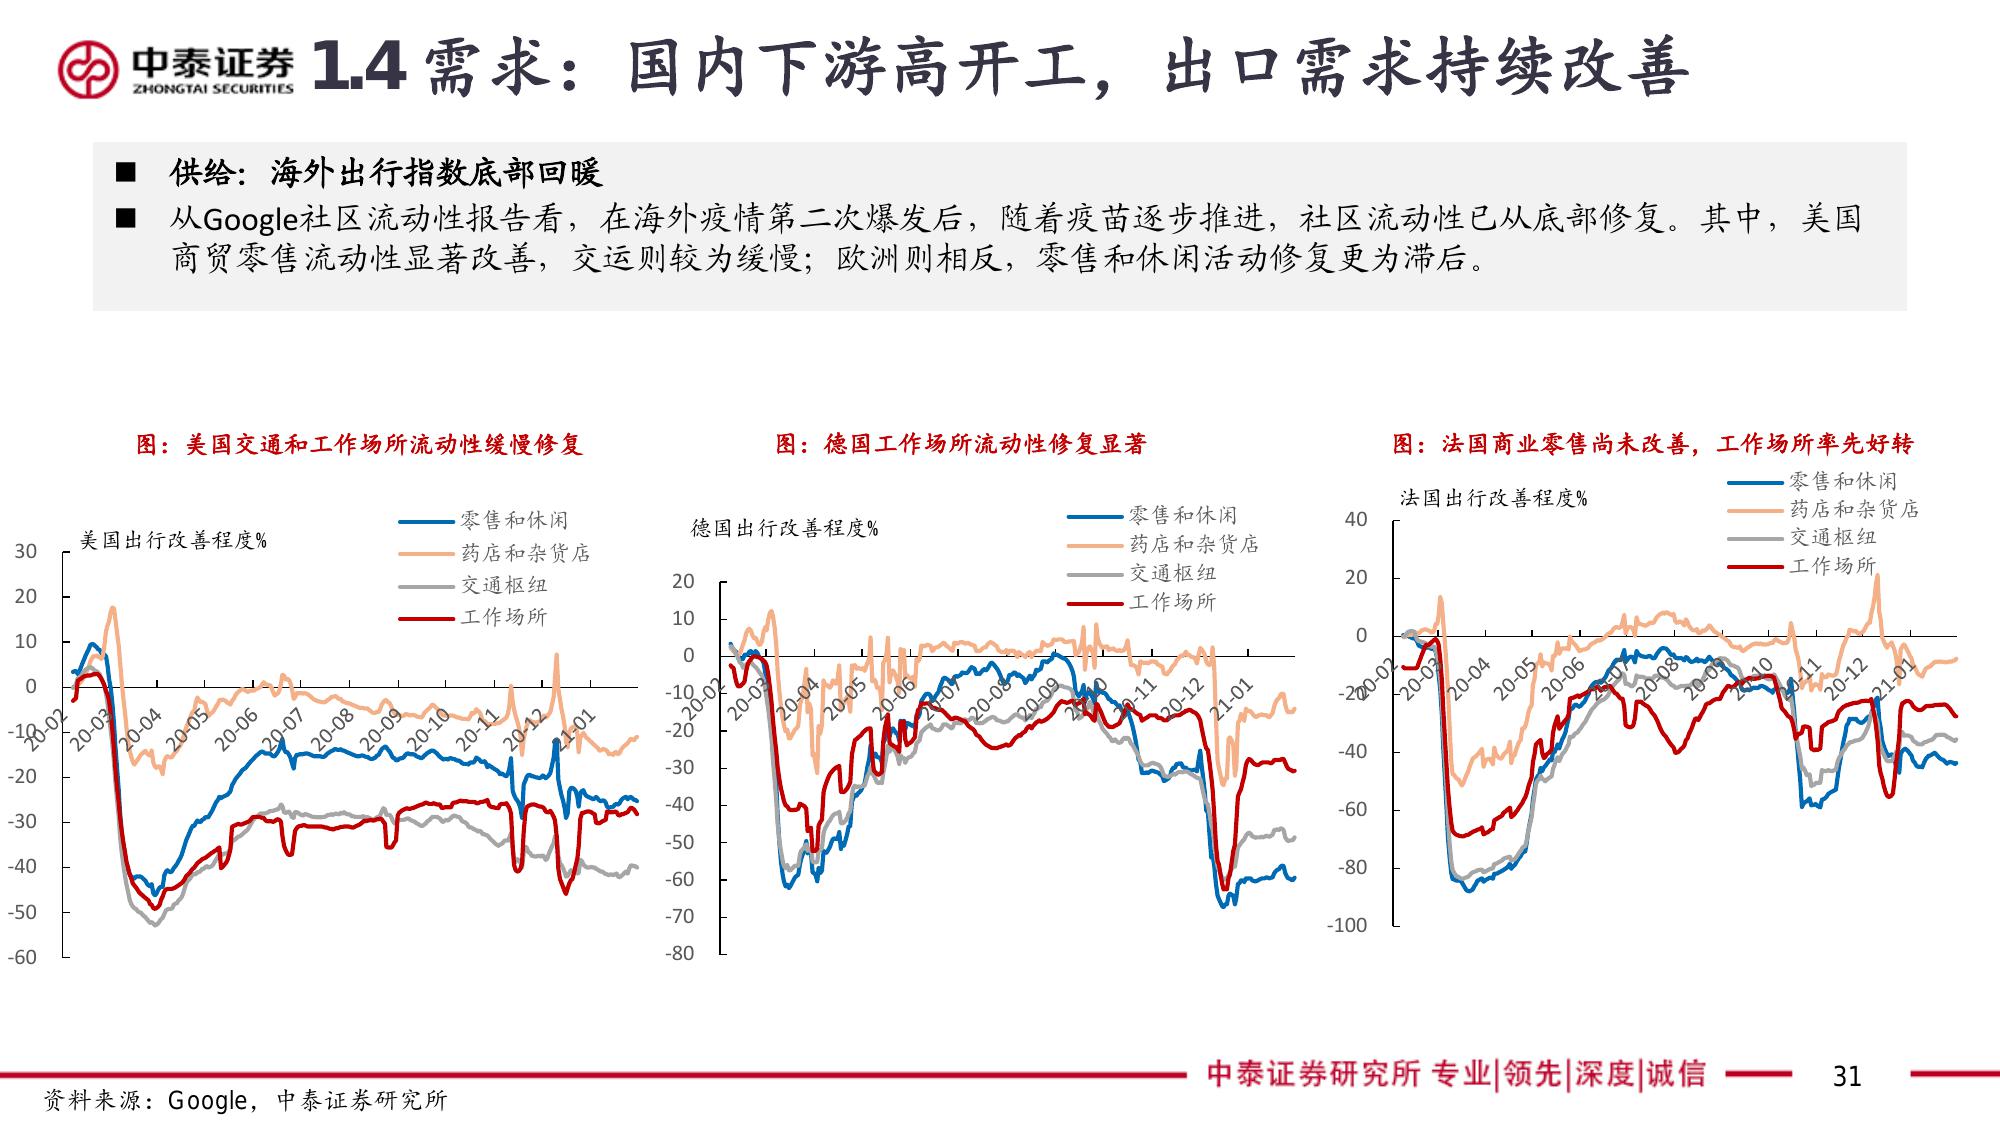 中泰证券
ZHONGTAI SECURITIES
1.4 需求：国内下游高开工，出口需求持续改善
■ 供给：海外出行指数底部回暖
■ 从Google社区流动性报告看，在海外疫情第二次爆发后，随着疫苗逐步推进，社区流动性已从底部修复。其中，美国
商贸零售流动性显著改善，交运则较为缓慢；欧洲则相反，零售和休闲活动修复更为滞后。
图：美国交通和工作场所流动性缓慢修复
美国出行改善程度%
零售和休闲
药店和杂货店
交通枢纽
工作场所
30
20
10
0
-10
-20
-30
-40
-50
-60
20-02
20-03
20-04
20-05
20-06
20-07
20-08
20-09
20-10
20-11
20-12
21-01
图：德国工作场所流动性修复显著
德国出行改善程度%
零售和休闲
药店和杂货店
交通枢纽
工作场所
20
10
0
-10
-20
-30
-40
-50
-60
-70
-80
20-02
20-03
20-04
20-05
20-06
20-07
20-08
20-09
20-10
20-11
20-12
21-01
图：法国商业零售尚未改善，工作场所率先好转
法国出行改善程度%
零售和休闲
药店和杂货店
交通枢纽
工作场所
40
20
0
-20
-40
-60
-80
-100
20-02
20-03
20-04
20-05
20-06
20-07
20-08
20-09
20-10
20-11
20-12
21-01
中泰证券研究所 专业|领先|深度|诚信
31
资料来源：Google，中泰证券研究所